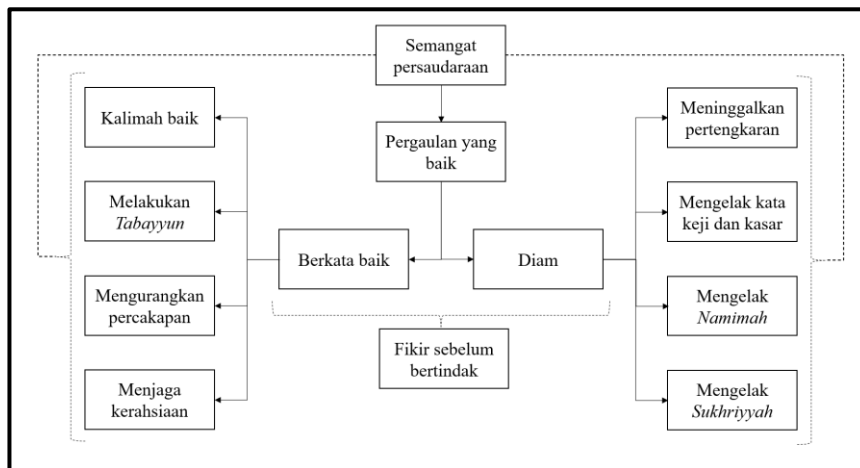 Semangat
persaudaraan
Pergaulan yang
baik
Berkata baik
Diam
Fikir sebelum
bertindak
Kalimah baik
Melakukan
Tabayyun
Mengurangkan
percakapan
Menjaga
kerahsiaan
Meninggalkan
pertengkaran
Mengelak kata
keji dan kasar
Mengelak
Namimah
Mengelak
Sukhriyyah